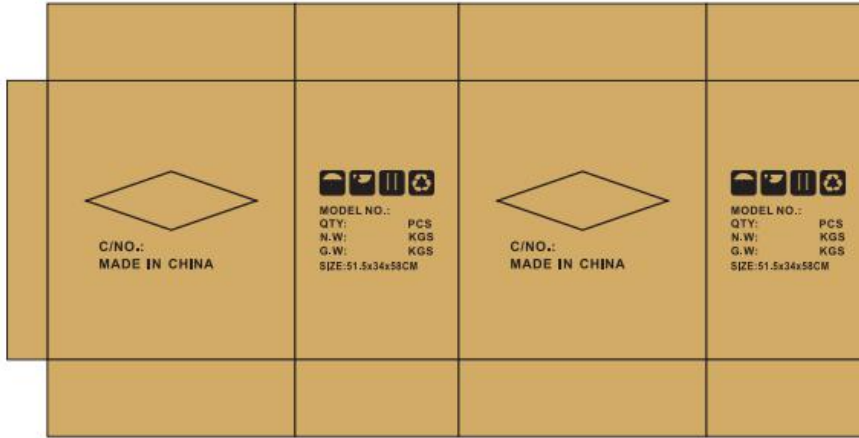 C/NO.:
MADE IN CHINA
MODEL NO.:
QTY: PCS
N.W: KGS
G.W: KGS
SIZE:51.5x34x58CM
C/NO.:
MADE IN CHINA
MODEL NO.:
QTY: PCS
N.W: KGS
G.W: KGS
SIZE:51.5x34x58CM